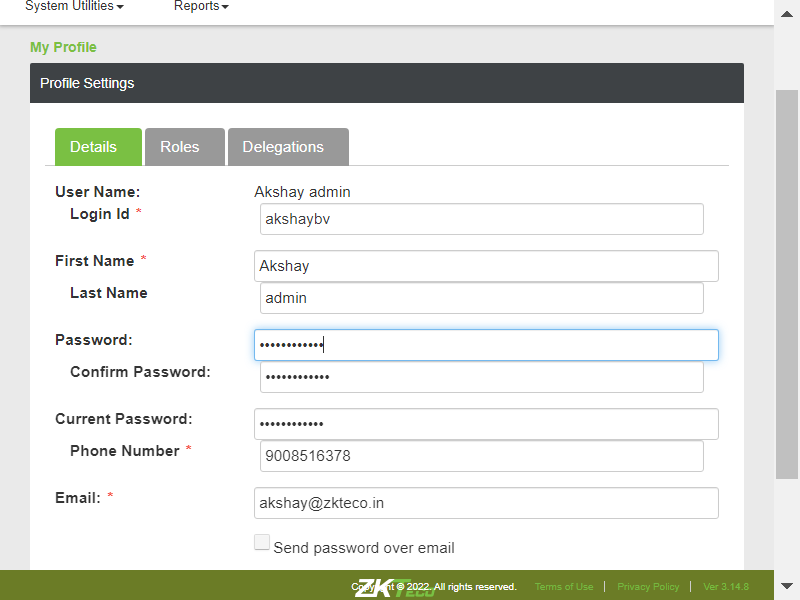 System Utilities Reports
My Profile
Profile Settings
Details Roles Delegations
User Name: Akshay admin
Login Id * akshaybv
First Name * Akshay
Last Name admin
Password: ••••••••••••
Confirm Password: ••••••••••••
Current Password: ••••••••••••
Phone Number * 9008516378
Email: * akshay@zkteco.in
Send password over email
ZKTeco
© 2022. All rights reserved. Terms of Use | Privacy Policy | Ver 3.14.8